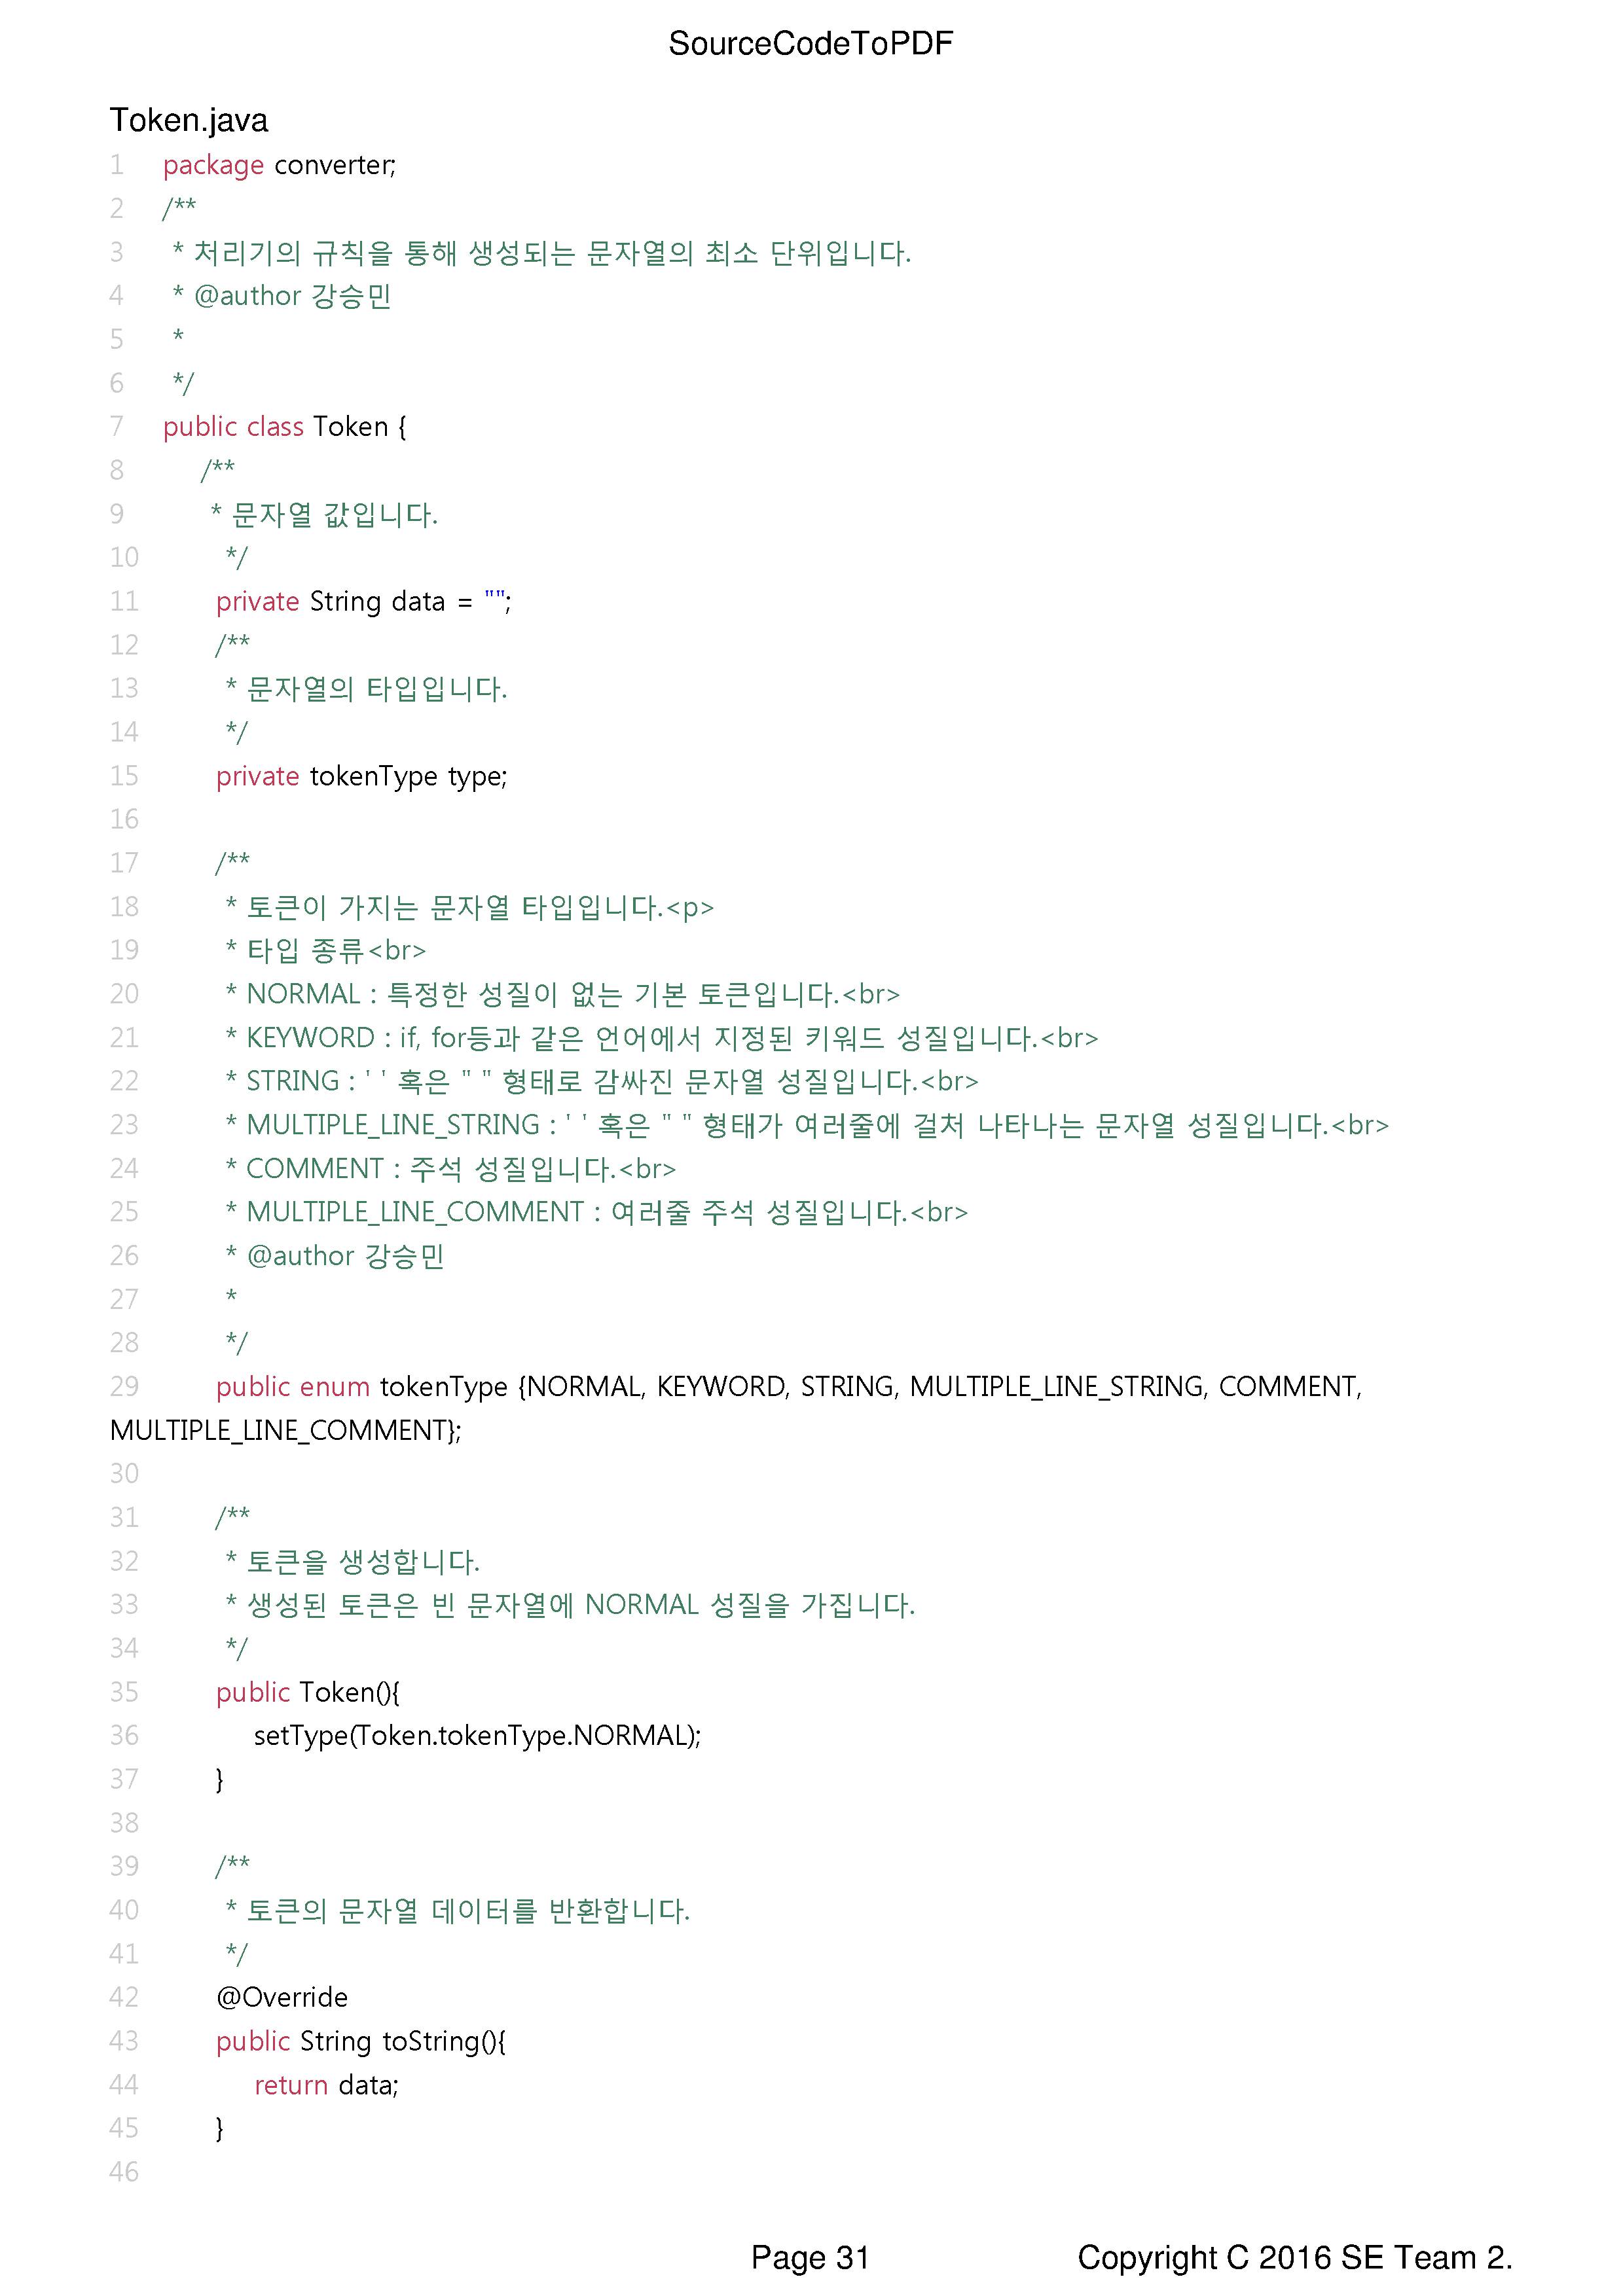 SourceCodeToPDF
Token.java
1 package converter;
2 /**
3 * 처리기의 규칙을 통해 생성되는 문자열의 최소 단위입니다.
4 * @author 강승민
5 *
6 */
7 public class Token {
8 /**
9 * 문자열 값입니다.
10 */
11 private String data = "";
12 /**
13 * 문자열의 타입입니다.
14 */
15 private tokenType type;
16
17 /**
18 * 토큰이 가지는 문자열 타입입니다.<p>
19 * 타입 종류<br>
20 * NORMAL : 특정한 성질이 없는 기본 토큰입니다.<br>
21 * KEYWORD : if, for등과 같은 언어에서 지정된 키워드 성질입니다.<br>
22 * STRING : ' ' 혹은 " " 형태로 감싸진 문자열 성질입니다.<br>
23 * MULTIPLE_LINE_STRING : ' ' 혹은 " " 형태가 여러줄에 걸처 나타나는 문자열 성질입니다.<br>
24 * COMMENT : 주석 성질입니다.<br>
25 * MULTIPLE_LINE_COMMENT : 여러줄 주석 성질입니다.<br>
26 * @author 강승민
27 *
28 */
29 public enum tokenType {NORMAL, KEYWORD, STRING, MULTIPLE_LINE_STRING, COMMENT,
MULTIPLE_LINE_COMMENT};
30
31 /**
32 * 토큰을 생성합니다.
33 * 생성된 토큰은 빈 문자열에 NORMAL 성질을 가집니다.
34 */
35 public Token(){
36 setType(Token.tokenType.NORMAL);
37 }
38
39 /**
40 * 토큰의 문자열 데이터를 반환합니다.
41 */
42 @Override
43 public String toString(){
44 return data;
45 }
46
Page 31 Copyright C 2016 SE Team 2.